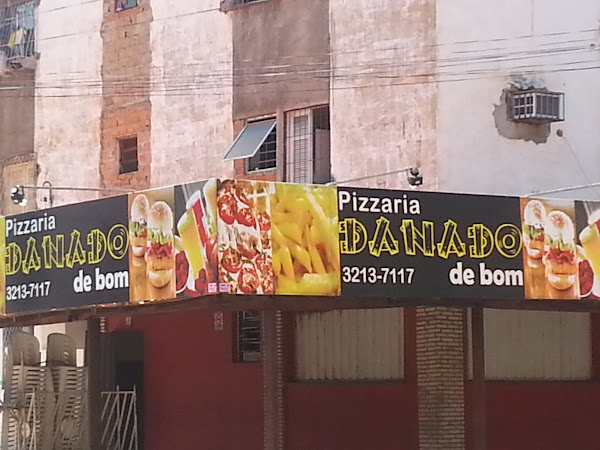 Pizzaria
DANADO
de bom
3213-7117
Pizzaria
DANADO
de bom
3213-7117